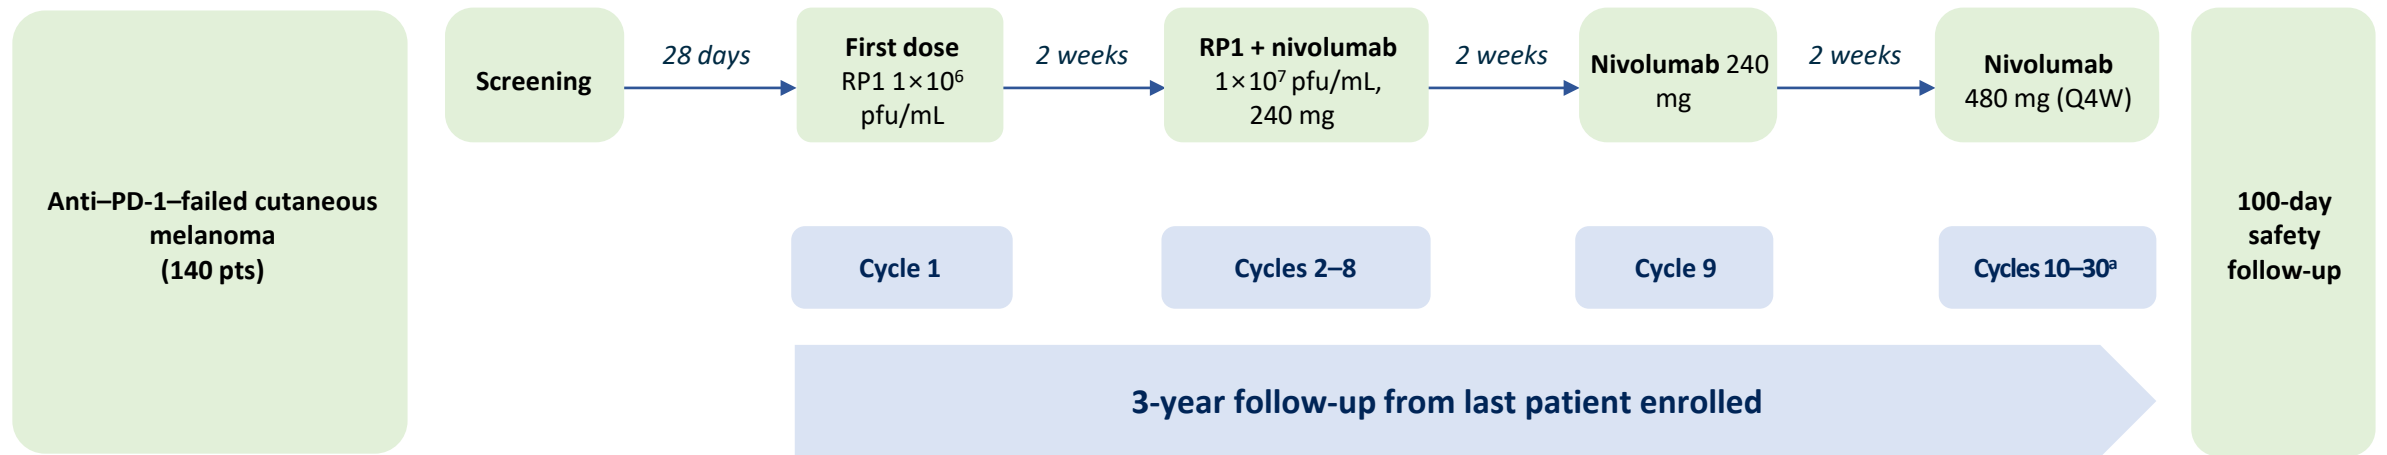 Anti–PD-1–failed cutaneous
melanoma
(140 pts)
Screening
28 days
First dose
RP1 1×10⁶
pfu/mL
2 weeks
RP1 + nivolumab
1×10⁷ pfu/mL,
240 mg
2 weeks
Nivolumab 240
mg
2 weeks
Nivolumab
480 mg (Q4W)
Cycle 1
Cycles 2–8
Cycle 9
Cycles 10–30ᵃ
3-year follow-up from last patient enrolled
100-day
safety
follow-up